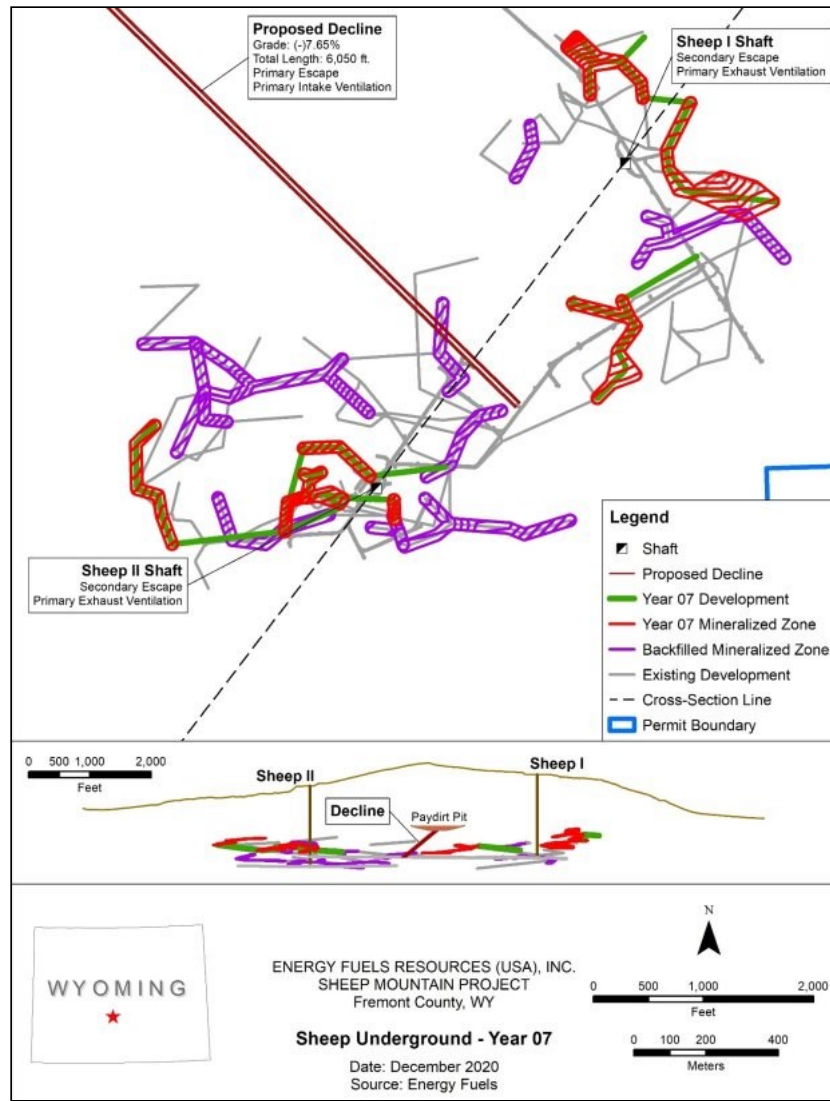 Proposed Decline
Grade: (-)7.65%
Total Length: 6,050 ft.
Primary Escape
Primary Intake Ventilation
Sheep I Shaft
Secondary Escape
Primary Exhaust Ventilation
Sheep II Shaft
Secondary Escape
Primary Exhaust Ventilation
Legend
Shaft
Proposed Decline
Year 07 Development
Year 07 Mineralized Zone
Backfilled Mineralized Zone
Existing Development
Cross-Section Line
Permit Boundary
0 500 1,000 2,000
Feet
Sheep II
Sheep I
Decline
Paydirt Pit
WYOMING
ENERGY FUELS RESOURCES (USA), INC.
SHEEP MOUNTAIN PROJECT
Fremont County, WY
Sheep Underground - Year 07
Date: December 2020
Source: Energy Fuels
N
0 500 1,000 2,000
Feet
0 100 200 400
Meters